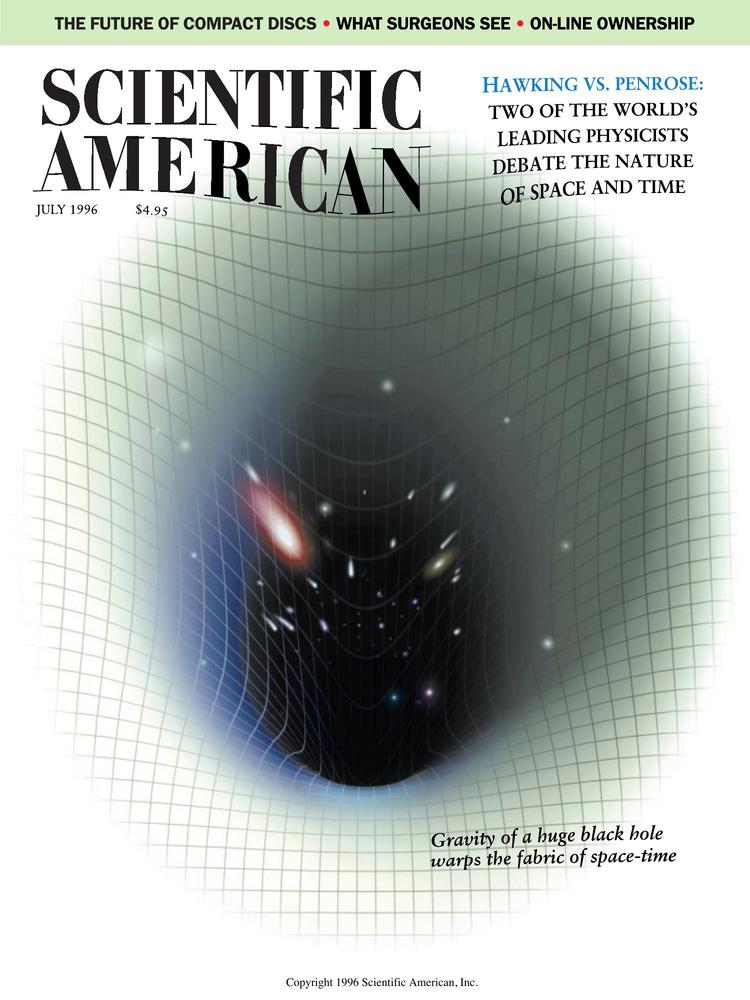 THE FUTURE OF COMPACT DISCS • WHAT SURGEONS SEE • ON-LINE OWNERSHIP
SCIENTIFIC
AMERICAN
JULY 1996 $4.95
HAWKING VS. PENROSE:
TWO OF THE WORLD'S
LEADING PHYSICISTS
DEBATE THE NATURE
OF SPACE AND TIME
Gravity of a huge black hole
warps the fabric of space-time
Copyright 1996 Scientific American, Inc.